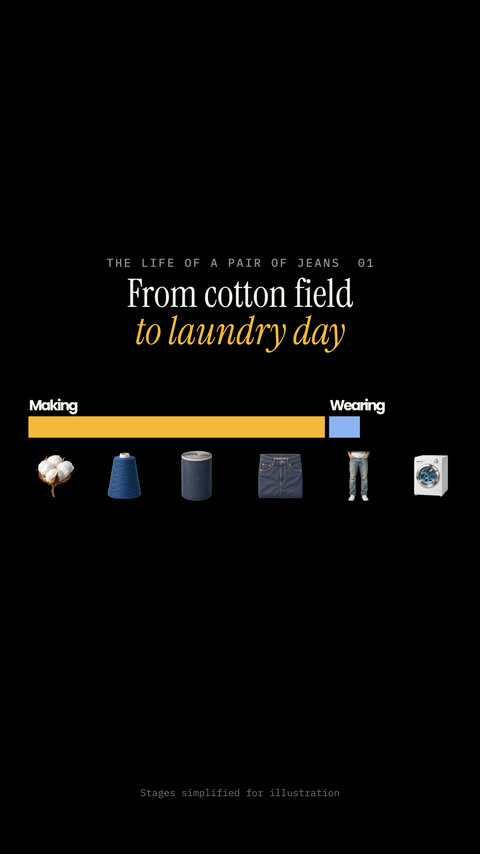 THE LIFE OF A PAIR OF JEANS 01
From cotton field
to laundry day
Making
Wearing
Stages simplified for illustration